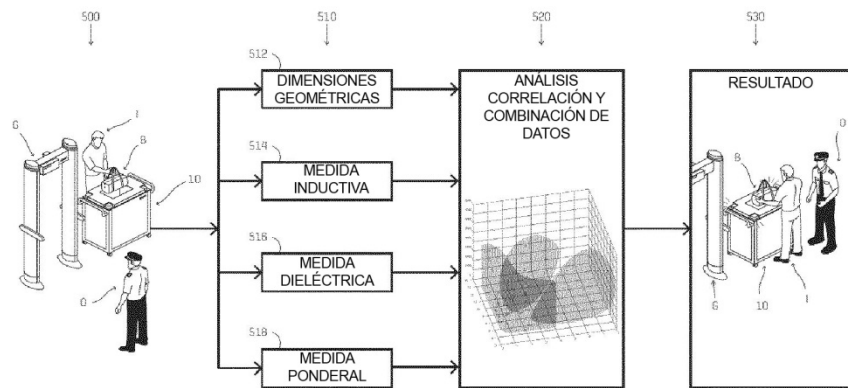 500
510
520
530
512
DIMENSIONES
GEOMÉTRICAS
514
MEDIDA
INDUCTIVA
516
MEDIDA
DIELÉCTRICA
518
MEDIDA
PONDERAL
ANÁLISIS
CORRELACIÓN Y
COMBINACIÓN DE
DATOS
RESULTADO
G
I
B
10
O
O
B
G
10
I